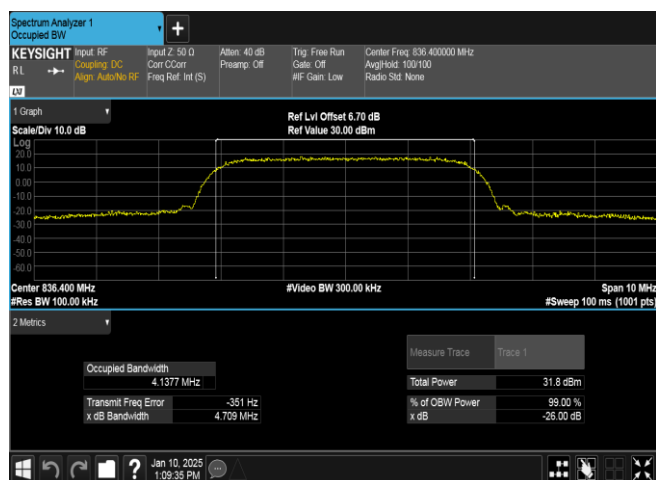 Spectrum Analyzer 1
Occupied BW
KEYSIGHT
Input: RF
Coupling: DC
Align: Auto/No RF
Input Z: 50 Ω
Corr CCorr
Freq Ref: Int (S)
Atten: 40 dB
Preamp: Off
Trig: Free Run
Gate: Off
#IF Gain: Low
Center Freq: 836.400000 MHz
Avg|Hold: 100/100
Radio Std: None
R L
LXI
1 Graph
Scale/Div 10.0 dB
Ref Lvl Offset 6.70 dB
Ref Value 30.00 dBm
Log
20.0
10.0
0.00
-10.0
-20.0
-30.0
-40.0
-50.0
-60.0
Center 836.400 MHz
#Res BW 100.00 kHz
#Video BW 300.00 kHz
Span 10 MHz
#Sweep 100 ms (1001 pts)
2 Metrics
Measure Trace Trace 1
Occupied Bandwidth
4.1377 MHz
Total Power 31.8 dBm
Transmit Freq Error -351 Hz
% of OBW Power 99.00 %
x dB Bandwidth 4.709 MHz
x dB -26.00 dB
Jan 10, 2025
1:09:35 PM